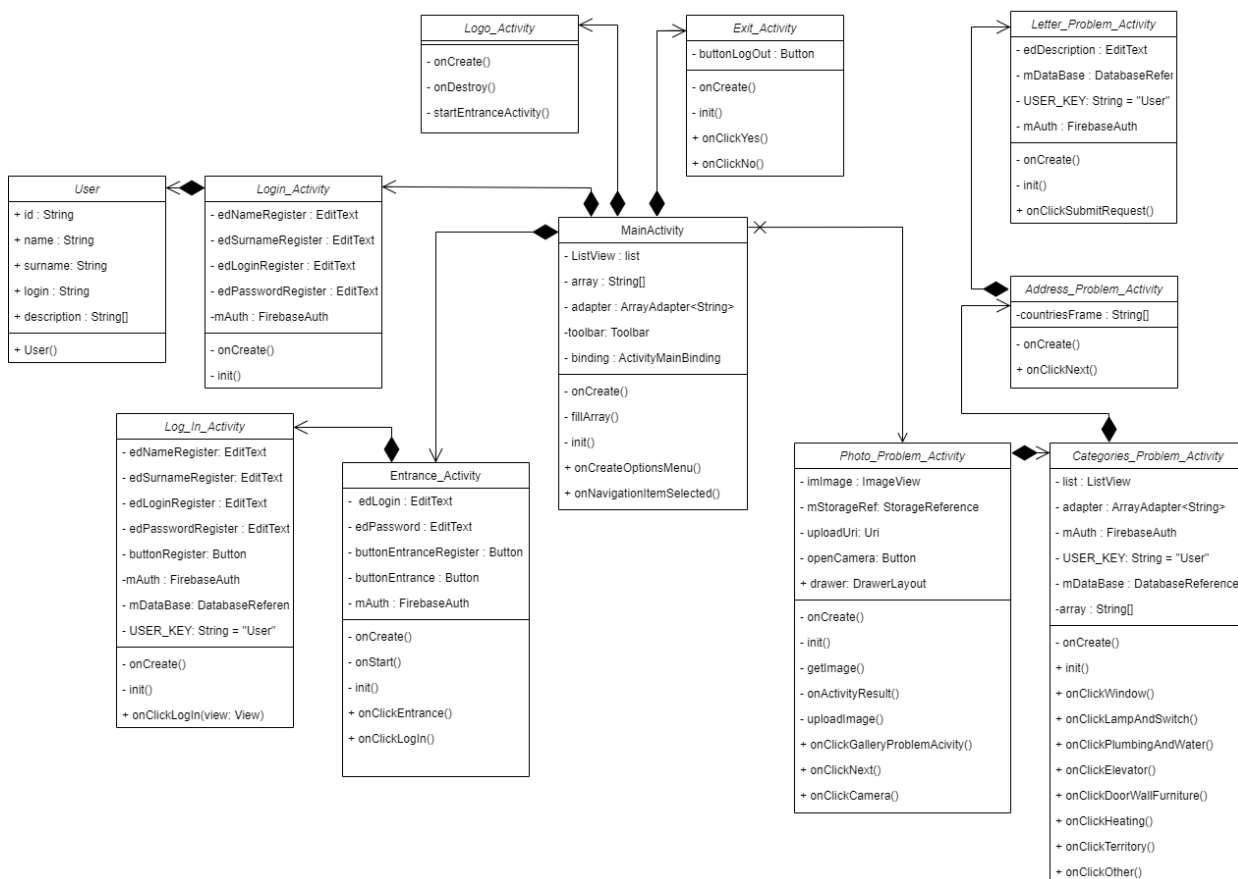 Logo_Activity
- onCreate()
- onDestroy()
- startEntranceActivity()
Exit_Activity
- buttonLogOut : Button
- onCreate()
- init()
+ onClickYes()
+ onClickNo()
Letter_Problem_Activity
- edDescription : EditText
- mDataBase : DatabaseRefer
- USER_KEY: String = "User"
- mAuth : FirebaseAuth
- onCreate()
- init()
+ onClickSubmitRequest()
User
+ id : String
+ name : String
+ surname: String
+ login : String
+ description : String[]
+ User()
Login_Activity
- edNameRegister : EditText
- edSurnameRegister : EditText
- edLoginRegister : EditText
- edPasswordRegister : EditText
-mAuth : FirebaseAuth
- onCreate()
- init()
MainActivity
- ListView : list
- array : String[]
- adapter : ArrayAdapter<String>
-toolbar: Toolbar
- binding : ActivityMainBinding
- onCreate()
- fillArray()
- init()
+ onCreateOptionsMenu()
+ onNavigationItemSelected()
Address_Problem_Activity
-countriesFrame : String[]
- onCreate()
+ onClickNext()
Log_In_Activity
- edNameRegister: EditText
- edSurnameRegister : EditText
- edLoginRegister : EditText
- edPasswordRegister : EditText
- buttonRegister: Button
-mAuth : FirebaseAuth
- mDataBase: DatabaseReferen
- USER_KEY: String = "User"
- onCreate()
- init()
+ onClickLogIn(view: View)
Entrance_Activity
- edLogin : EditText
- edPassword : EditText
- buttonEntranceRegister : Button
- buttonEntrance : Button
- mAuth : FirebaseAuth
- onCreate()
- onStart()
- init()
+ onClickEntrance()
+ onClickLogIn()
Photo_Problem_Activity
- imImage : ImageView
- mStorageRef: StorageReference
- uploadUri: Uri
- openCamera: Button
+ drawer: DrawerLayout
- onCreate()
- init()
- getImage()
- onActivityResult()
- uploadImage()
+ onClickGalleryProblemAcivity()
+ onClickNext()
+ onClickCamera()
Categories_Problem_Activity
- list : ListView
- adapter : ArrayAdapter<String>
- mAuth : FirebaseAuth
- USER_KEY: String = "User"
- mDataBase : DatabaseReference
-array : String[]
- onCreate()
+ init()
+ onClickWindow()
+ onClickLampAndSwitch()
+ onClickPlumbingAndWater()
+ onClickElevator()
+ onClickDoorWallFurniture()
+ onClickHeating()
+ onClickTerritory()
+ onClickOther()